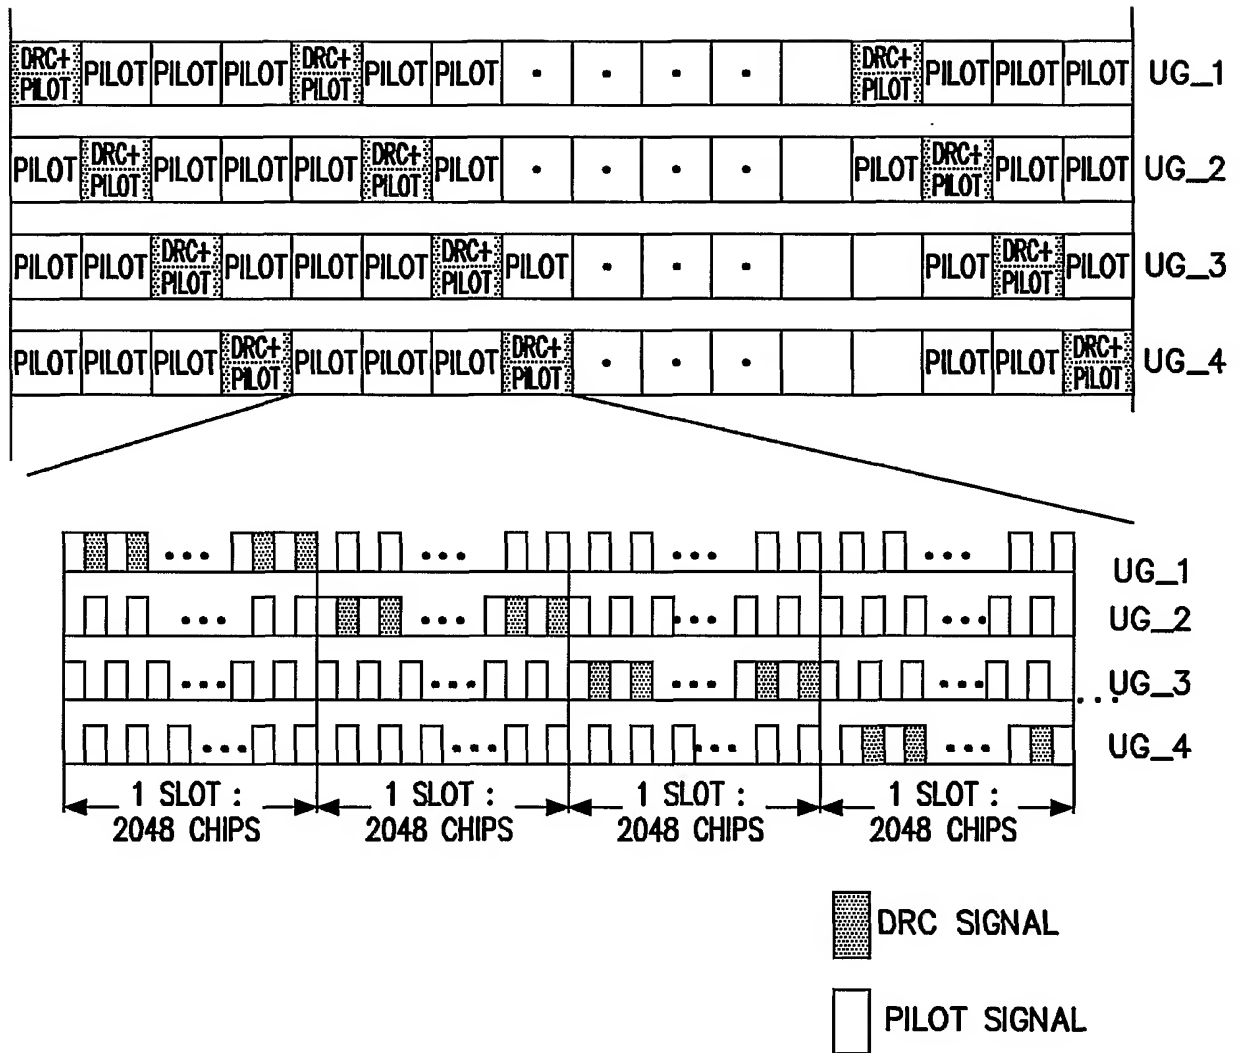 DRC+ PILOT PILOT PILOT PILOT DRC+ PILOT PILOT PILOT • • • • DRC+ PILOT PILOT PILOT PILOT UG_1
PILOT DRC+ PILOT PILOT PILOT PILOT DRC+ PILOT PILOT • • • • PILOT DRC+ PILOT PILOT PILOT UG_2
PILOT PILOT DRC+ PILOT PILOT PILOT PILOT DRC+ PILOT PILOT • • • PILOT DRC+ PILOT PILOT UG_3
PILOT PILOT PILOT DRC+ PILOT PILOT PILOT PILOT DRC+ PILOT • • • PILOT PILOT DRC+ PILOT UG_4
••• ••• ••• ••• UG_1
••• ••• ••• ••• UG_2
••• ••• ••• ••• ... UG_3
••• ••• ••• ••• UG_4
1 SLOT : 1 SLOT : 1 SLOT : 1 SLOT :
2048 CHIPS 2048 CHIPS 2048 CHIPS 2048 CHIPS
DRC SIGNAL
PILOT SIGNAL